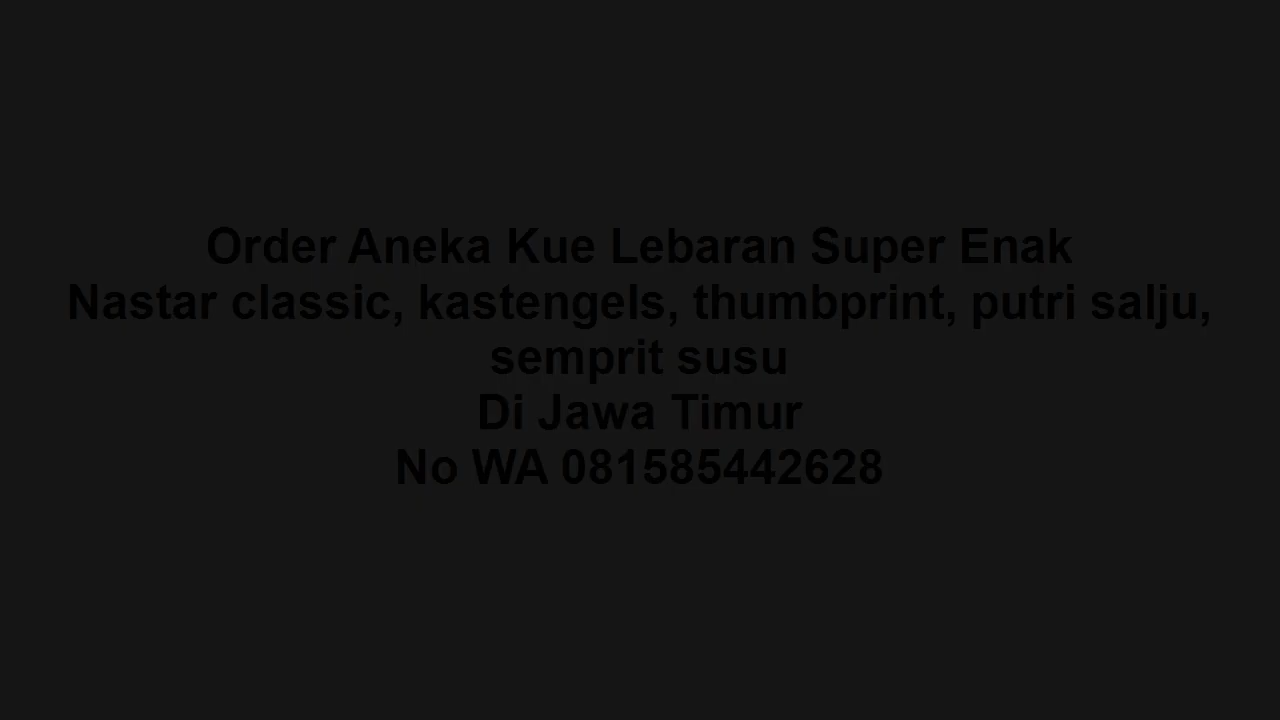 Order Aneka Kue Lebaran Super Enak
Nastar classic, kastengels, thumbprint, putri salju,
semprit susu
Di Jawa Timur
No WA 081585442628